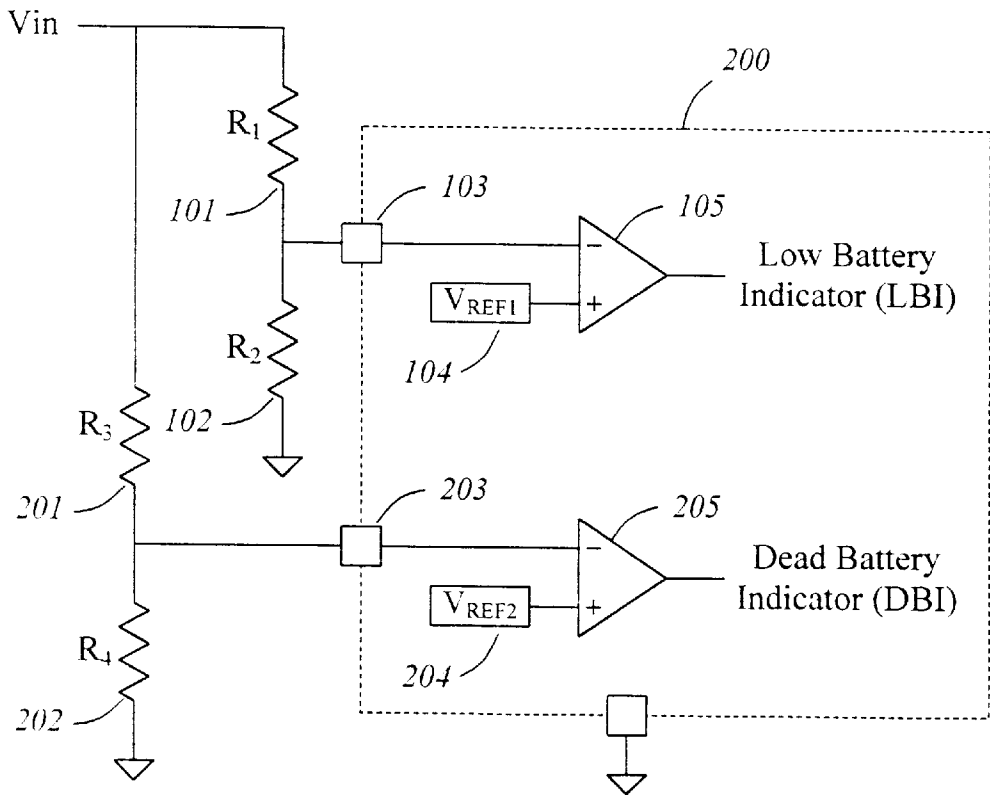 Vin
200
R1
103
105
101
Low Battery
Indicator (LBI)
−
VREF1
+
R2
104
102
R3
203
205
201
Dead Battery
Indicator (DBI)
−
VREF2
+
R4
204
202